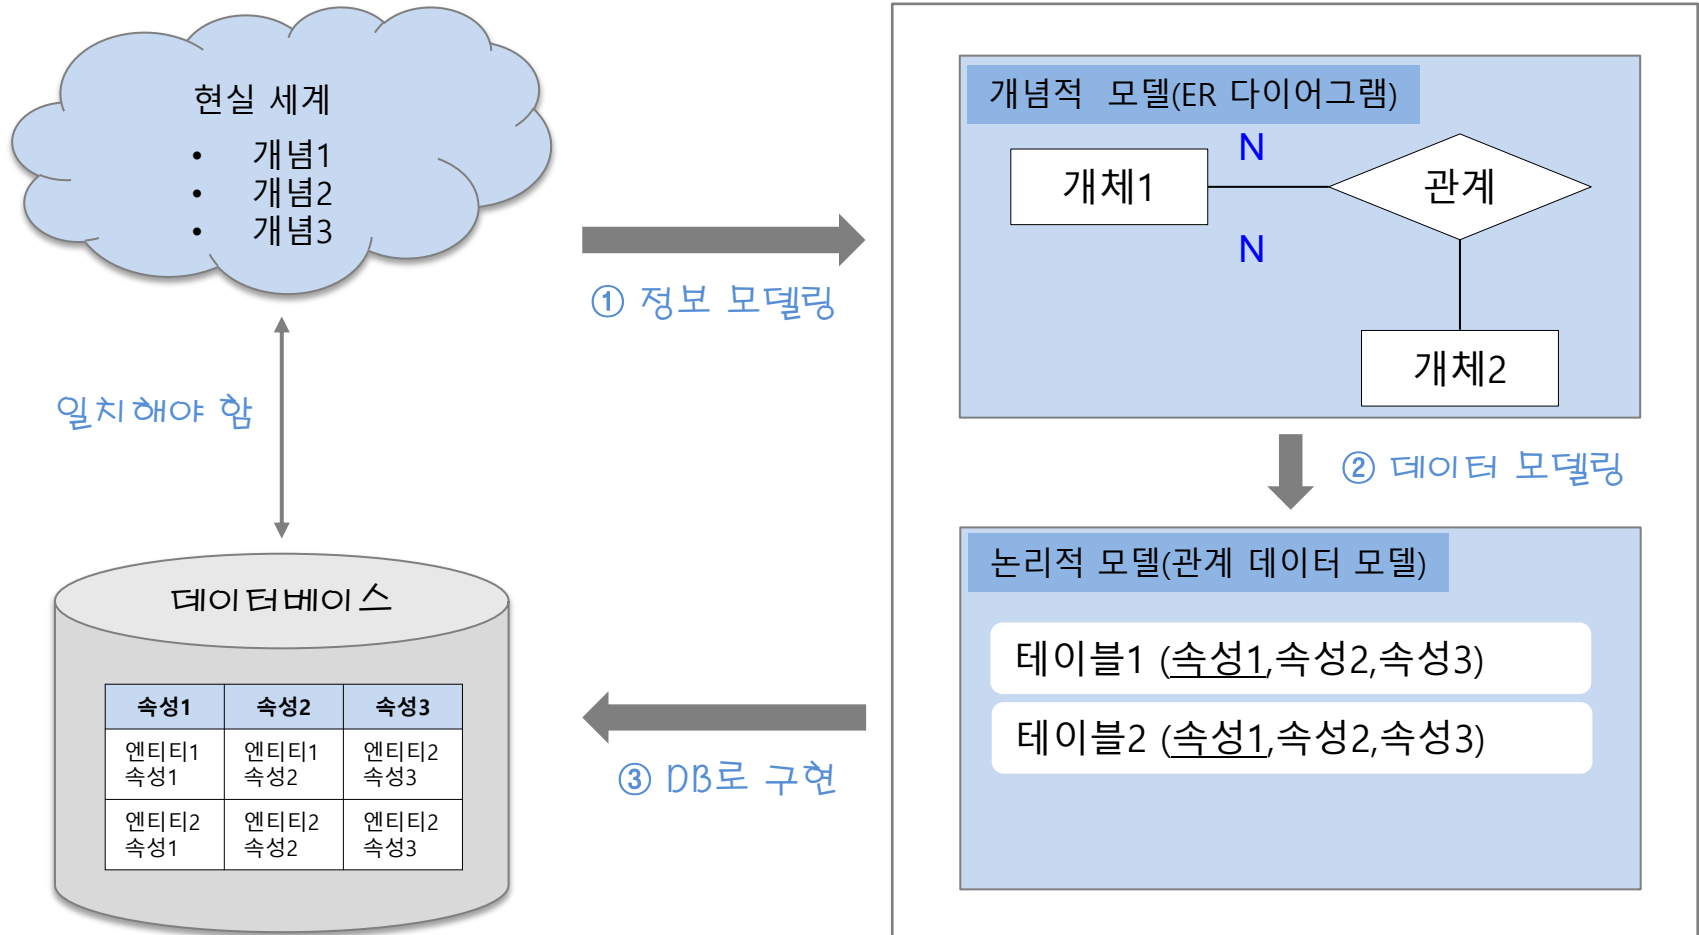 현실 세계
• 개념1
• 개념2
• 개념3
① 정보 모델링
개념적 모델(ER 다이어그램)
N
개체1
관계
N
개체2
② 데이터 모델링
일치해야 함
논리적 모델(관계 데이터 모델)
테이블1 (속성1,속성2,속성3)
테이블2 (속성1,속성2,속성3)
③ DB로 구현
데이터베이스
속성1 속성2 속성3
엔티티1 엔티티1 엔티티2
속성1 속성2 속성3
엔티티2 엔티티2 엔티티2
속성1 속성2 속성3